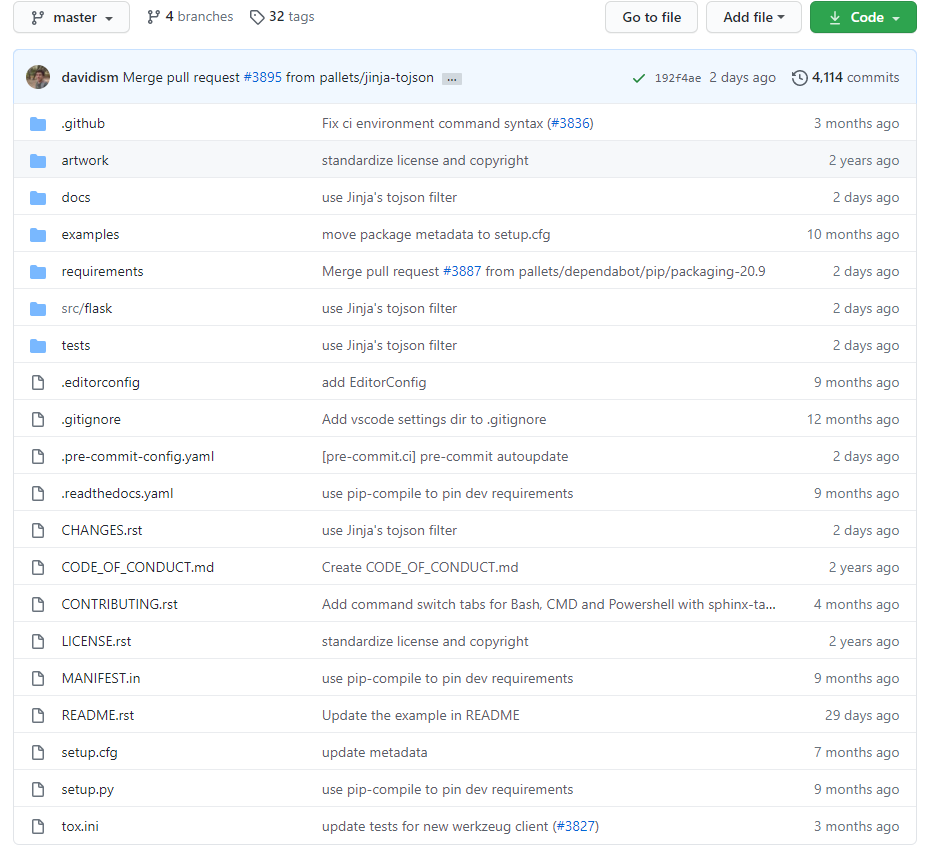 master 4 branches 32 tags Go to file Add file Code
davidism Merge pull request #3895 from pallets/jinja-tojson ... 192f4ae 2 days ago 4,114 commits
.github Fix ci environment command syntax (#3836) 3 months ago
artwork standardize license and copyright 2 years ago
docs use Jinja's tojson filter 2 days ago
examples move package metadata to setup.cfg 10 months ago
requirements Merge pull request #3887 from pallets/dependabot/pip/packaging-20.9 2 days ago
src/flask use Jinja's tojson filter 2 days ago
tests use Jinja's tojson filter 2 days ago
.editorconfig add EditorConfig 9 months ago
.gitignore Add vscode settings dir to .gitignore 12 months ago
.pre-commit-config.yaml [pre-commit.ci] pre-commit autoupdate 2 days ago
.readthedocs.yaml use pip-compile to pin dev requirements 9 months ago
CHANGES.rst use Jinja's tojson filter 2 days ago
CODE_OF_CONDUCT.md Create CODE_OF_CONDUCT.md 2 years ago
CONTRIBUTING.rst Add command switch tabs for Bash, CMD and Powershell with sphinx-ta... 4 months ago
LICENSE.rst standardize license and copyright 2 years ago
MANIFEST.in use pip-compile to pin dev requirements 9 months ago
README.rst Update the example in README 29 days ago
setup.cfg update metadata 7 months ago
setup.py use pip-compile to pin dev requirements 9 months ago
tox.ini update tests for new werkzeug client (#3827) 3 months ago